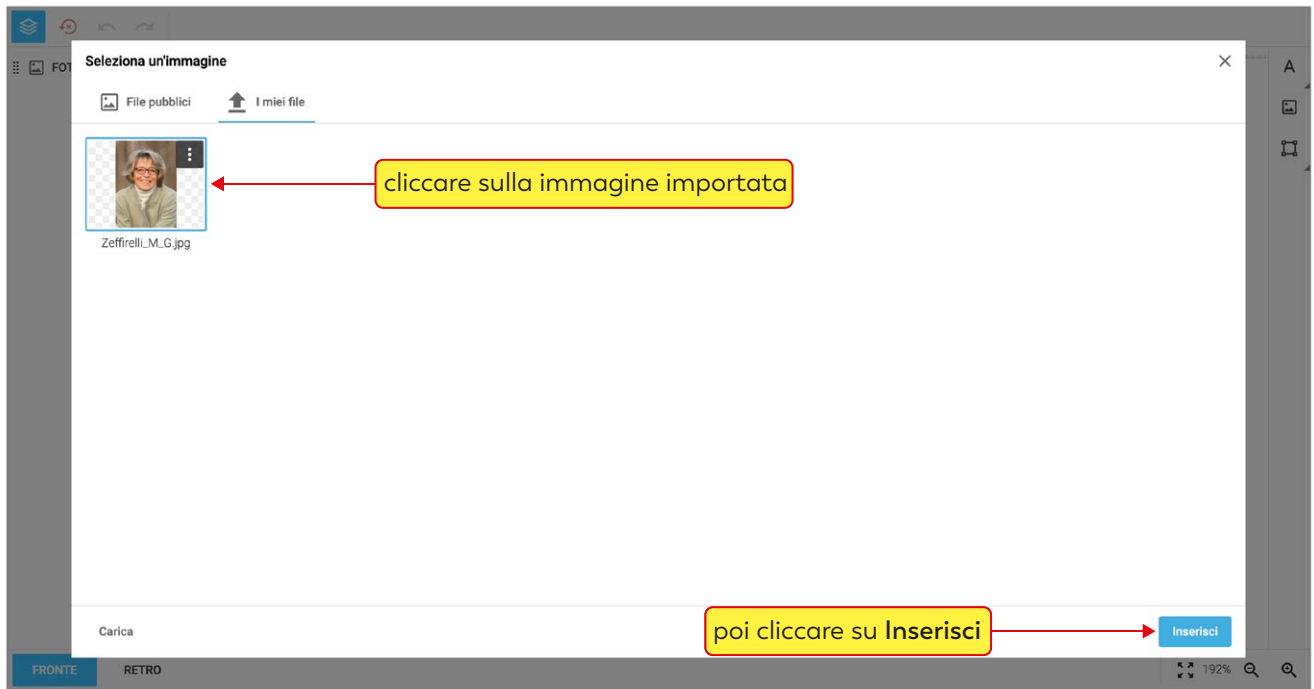 FOT
Seleziona un'immagine
File pubblici
I miei file
A
cliccare sulla immagine importata
Zeffirelli_M_G.jpg
Carica
poi cliccare su Inserisci
Inserisci
FRONTE
RETRO
192%